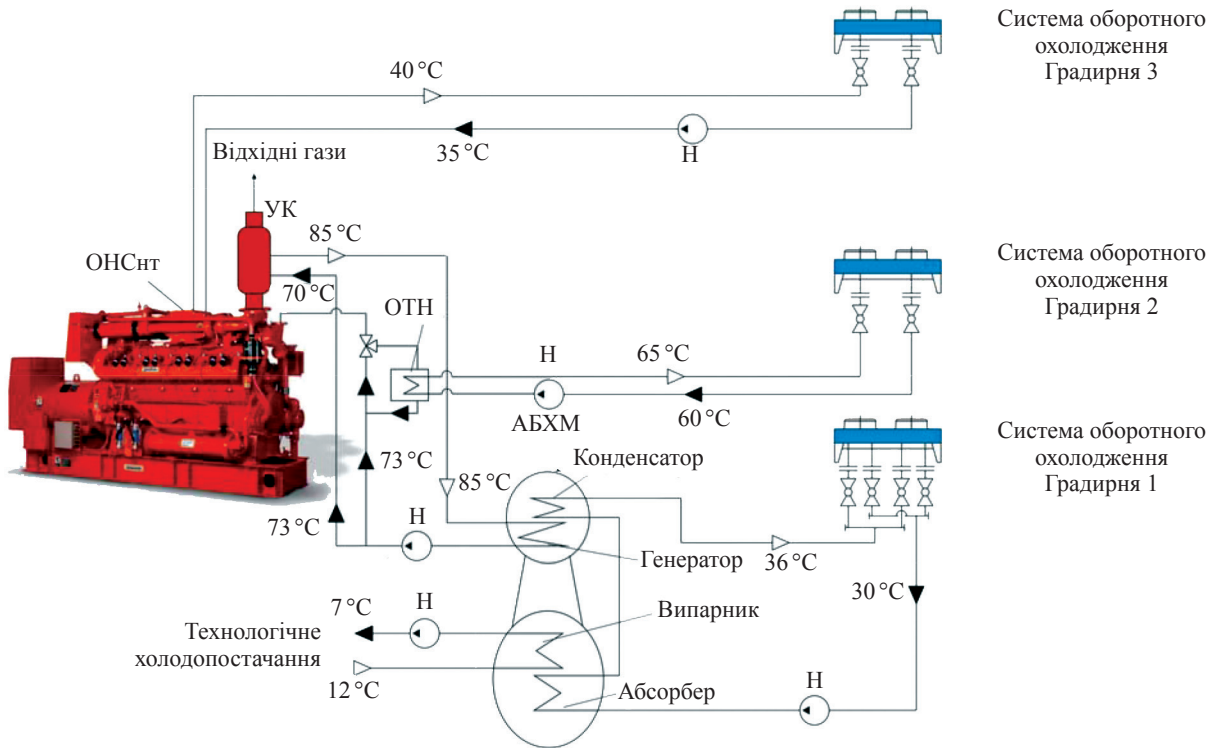 Система оборотного
охолодження
Градирня 3
40 °C
35 °C
Н
Відхідні гази
УК
85 °C
ОНСнт
70 °C
ОТН
Система оборотного
охолодження
Градирня 2
Н
65 °C
АБХМ
60 °C
Система оборотного
охолодження
Градирня 1
73 °C
85 °C
Конденсатор
73 °C
Н
Генератор
36 °C
30 °C
7 °C
Н
Випарник
Технологічне
холодопостачання
12 °C
Абсорбер
Н